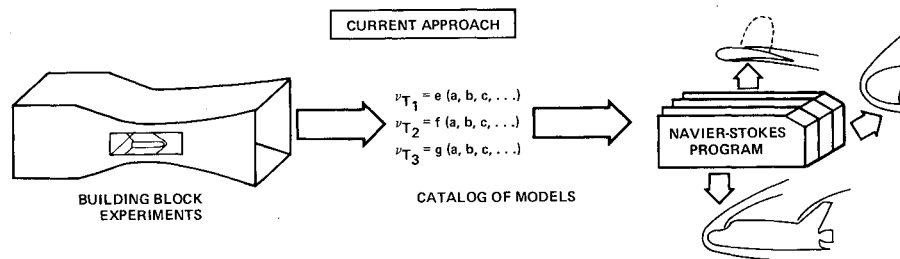 CURRENT APPROACH
νT1 = e (a, b, c, . . .)
νT2 = f (a, b, c, . . .)
νT3 = g (a, b, c, . . .)
NAVIER-STOKES
PROGRAM
BUILDING BLOCK
EXPERIMENTS
CATALOG OF MODELS